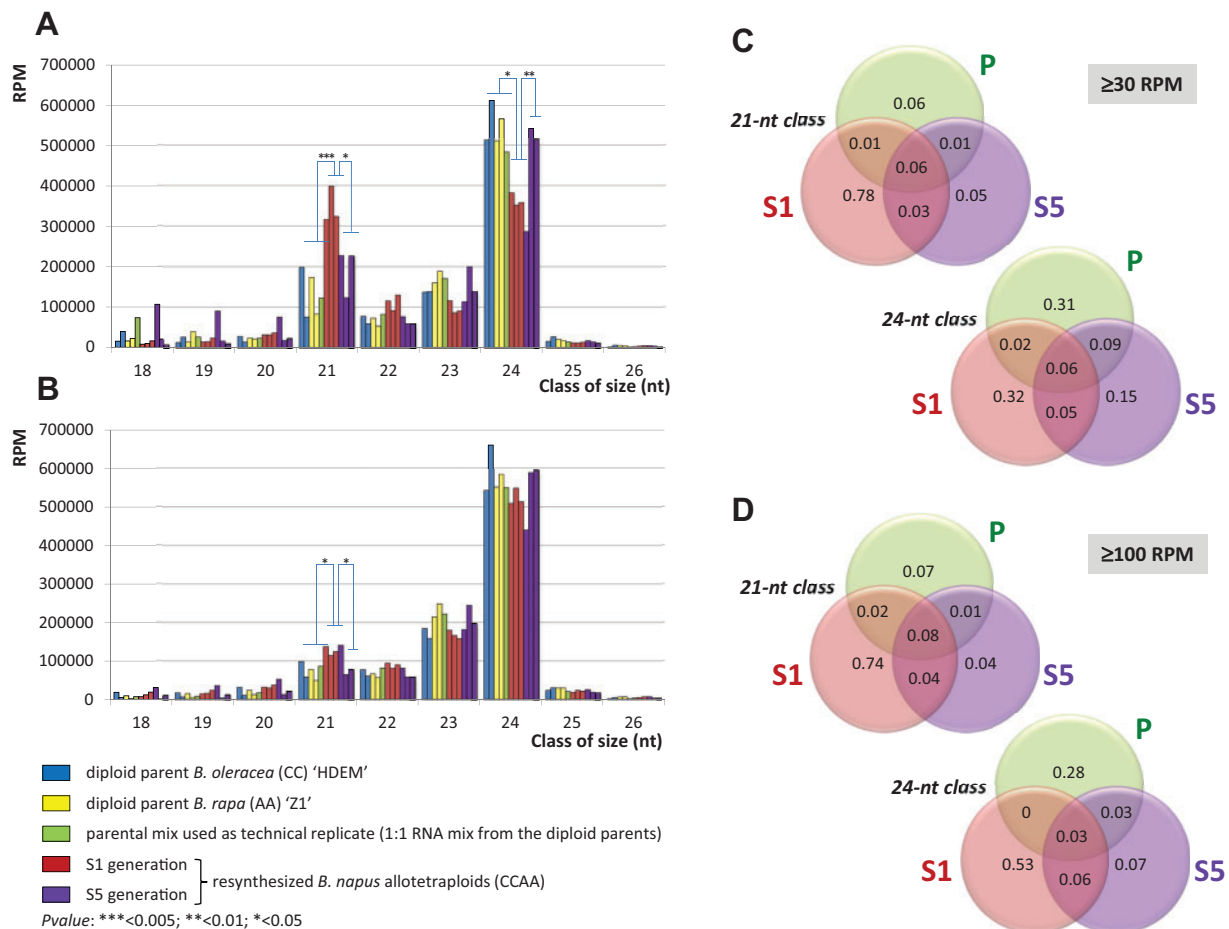 A
RPM
700000
600000
500000
400000
300000
200000
100000
0
*** * * **
18 19 20 21 22 23 24 25 26
Class of size (nt)
B
RPM
700000
600000
500000
400000
300000
200000
100000
0
* *
18 19 20 21 22 23 24 25 26
Class of size (nt)
diploid parent B. oleracea (CC) ‘HDEM’
diploid parent B. rapa (AA) ‘Z1’
parental mix used as technical replicate (1:1 RNA mix from the diploid parents)
S1 generation
S5 generation
resynthesized B. napus allotetraploids (CCAA)
Pvalue: ***<0.005; **<0.01; *<0.05
C
≥30 RPM
21-nt class
P
S1
S5
0.06
0.01 0.01
0.06
0.78 0.03 0.05
24-nt class
P
S1
S5
0.31
0.02 0.09
0.06
0.32 0.05 0.15
D
≥100 RPM
21-nt class
P
S1
S5
0.07
0.02 0.01
0.08
0.74 0.04 0.04
24-nt class
P
S1
S5
0.28
0 0.03
0.03
0.53 0.06 0.07